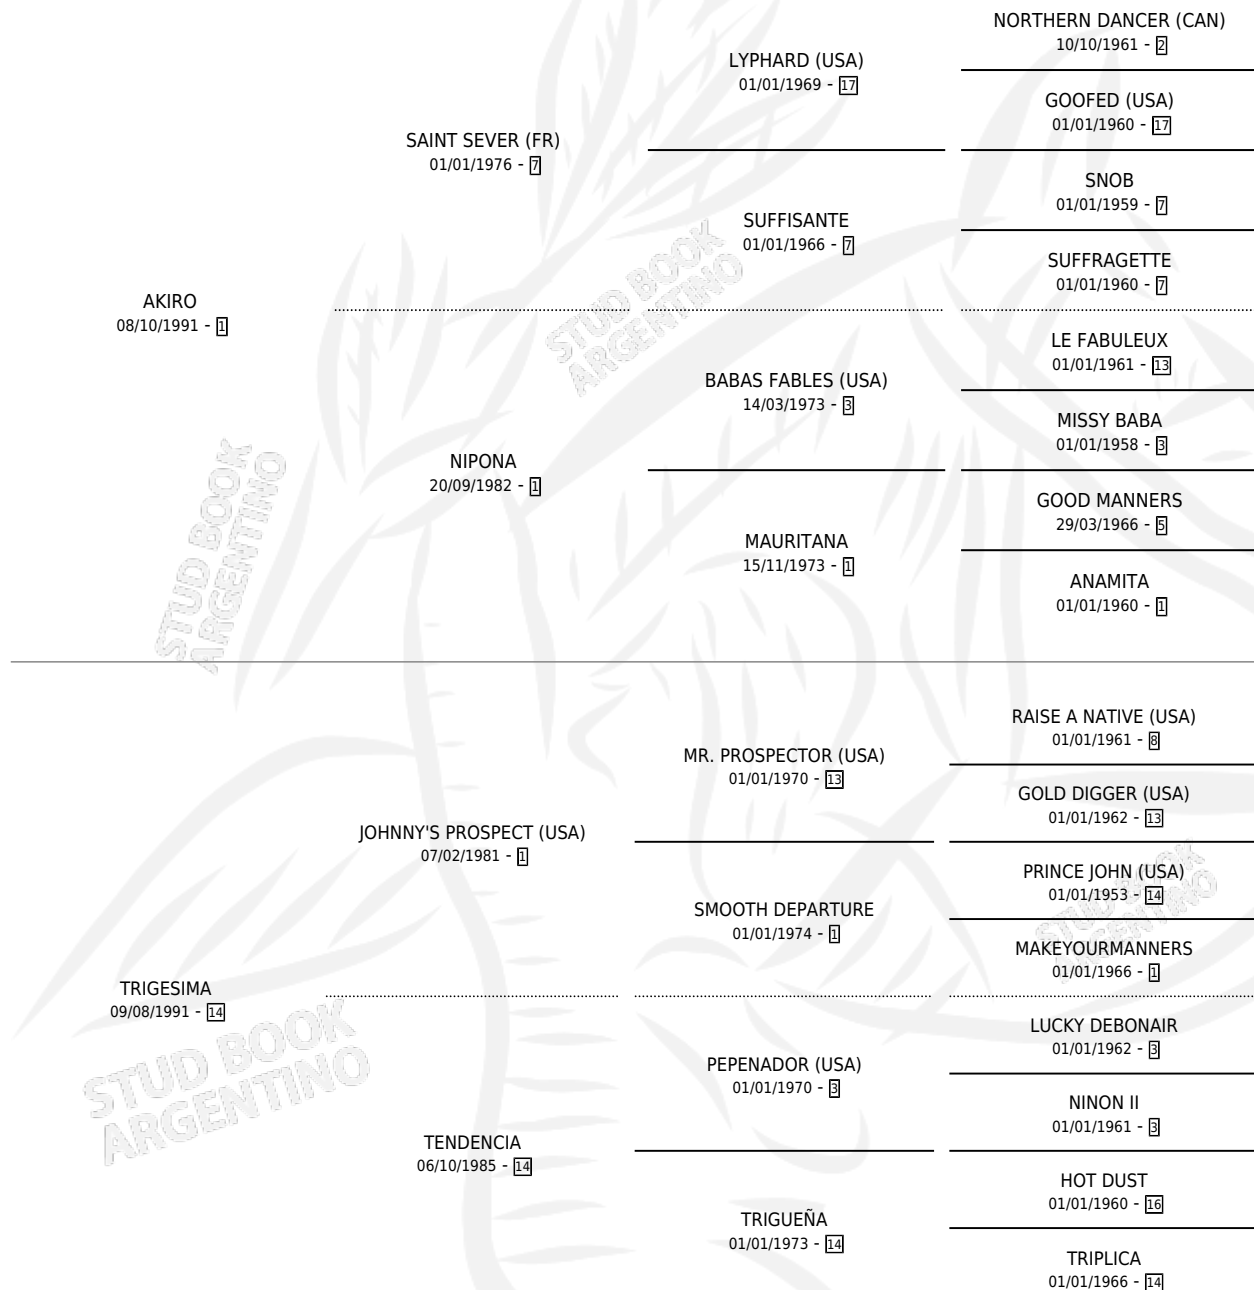 NORTHERN DANCER (CAN)
10/10/1961 - 2
LYPHARD (USA)
01/01/1969 - 17
GOOFED (USA)
01/01/1960 - 17
SAINT SEVER (FR)
01/01/1976 - 7
SNOB
01/01/1959 - 7
SUFFISANTE
01/01/1966 - 7
SUFFRAGETTE
01/01/1960 - 7
STUD BOOK
ARGENTINO
AKIRO
08/10/1991 - 1
LE FABULEUX
01/01/1961 - 13
BABAS FABLES (USA)
14/03/1973 - 3
MISSY BABA
01/01/1958 - 3
NIPONA
20/09/1982 - 1
GOOD MANNERS
29/03/1966 - 5
MAURITANA
15/11/1973 - 1
ANAMITA
01/01/1960 - 1
STUD BOOK
ARGENTINO
RAISE A NATIVE (USA)
01/01/1961 - 8
MR. PROSPECTOR (USA)
01/01/1970 - 13
GOLD DIGGER (USA)
01/01/1962 - 13
JOHNNY'S PROSPECT (USA)
07/02/1981 - 1
PRINCE JOHN (USA)
01/01/1953 - 14
SMOOTH DEPARTURE
01/01/1974 - 1
MAKEYOURMANNERS
01/01/1966 - 1
STUD BOOK
ARGENTINO
TRIGESIMA
09/08/1991 - 14
LUCKY DEBONAIR
01/01/1962 - 3
PEPENADOR (USA)
01/01/1970 - 3
NINON II
01/01/1961 - 3
STUD BOOK
ARGENTINO
TENDENCIA
06/10/1985 - 14
HOT DUST
01/01/1960 - 16
TRIGUEÑA
01/01/1973 - 14
TRIPLICA
01/01/1966 - 14